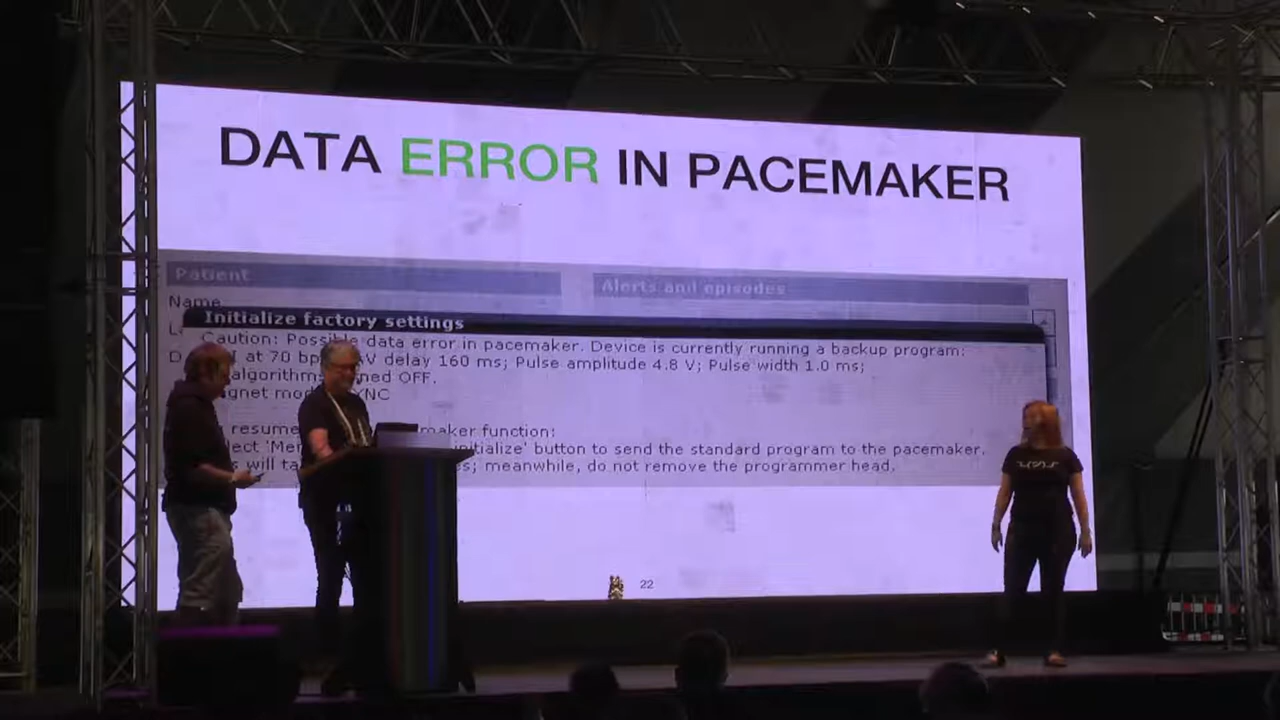 DATA ERROR IN PACEMAKER
Patient
Alerts and episodes
Name
Initialize factory settings
Caution: Possible data error in pacemaker. Device is currently running a backup program:
I at 70 bp V delay 160 ms; Pulse amplitude 4.8 V; Pulse width 1.0 ms;
algorithms ned OFF.
gnet mod YNC
resume maker function:
lect 'Mer nitialize' button to send the standard program to the pacemaker.
s will ta s; meanwhile, do not remove the programmer head.
22